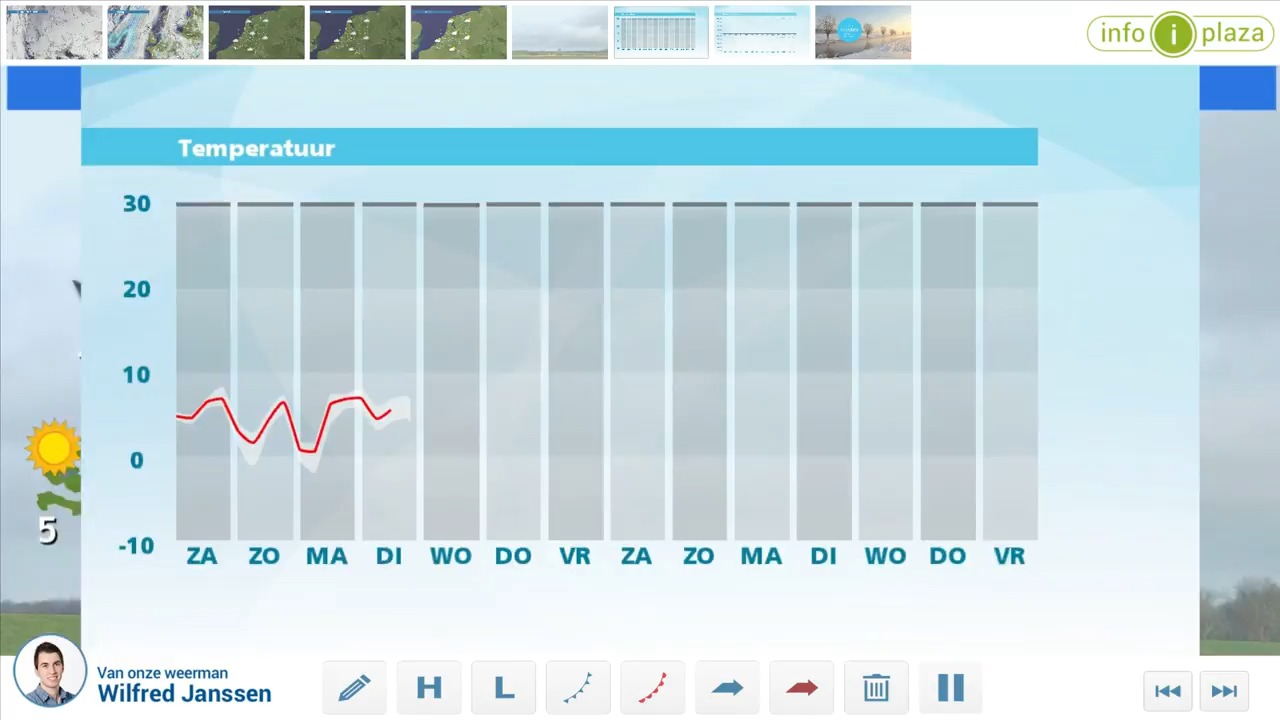 info i plaza
Temperatuur
30
20
10
0
-10
ZA ZO MA DI WO DO VR ZA ZO MA DI WO DO VR
5
Van onze weerman
Wilfred Janssen
H L